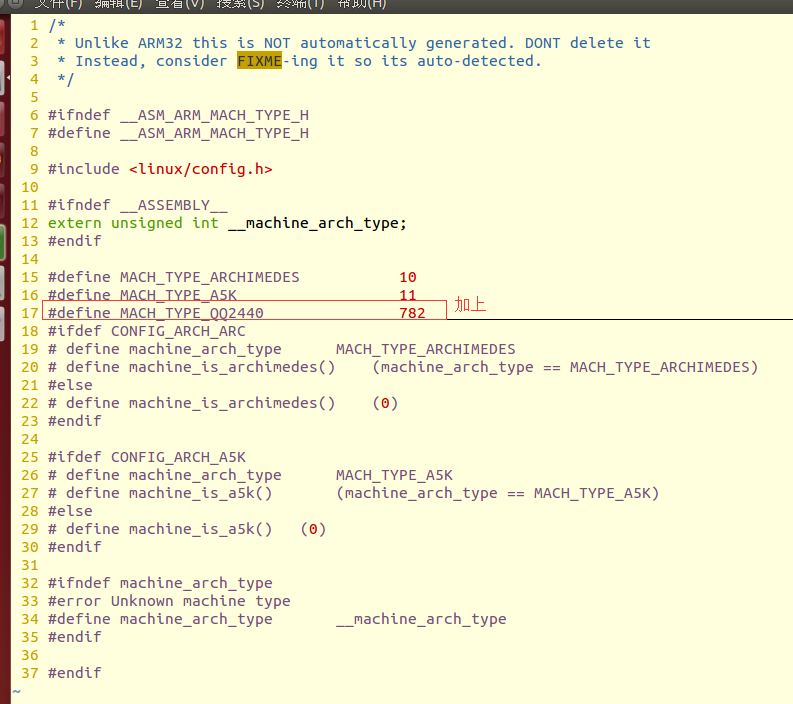 文件(F) 编辑(E) 查看(V) 搜索(S) 终端(T) 帮助(H)
1 /*
2  * Unlike ARM32 this is NOT automatically generated. DONT delete it
3  * Instead, consider FIXME-ing it so its auto-detected.
4  */
5
6 #ifndef __ASM_ARM_MACH_TYPE_H
7 #define __ASM_ARM_MACH_TYPE_H
8
9 #include <linux/config.h>
10
11 #ifndef __ASSEMBLY__
12 extern unsigned int __machine_arch_type;
13 #endif
14
15 #define MACH_TYPE_ARCHIMEDES 10
16 #define MACH_TYPE_A5K 11
17 #define MACH_TYPE_QQ2440 782 加上
18 #ifdef CONFIG_ARCH_ARC
19 # define machine_arch_type MACH_TYPE_ARCHIMEDES
20 # define machine_is_archimedes() (machine_arch_type == MACH_TYPE_ARCHIMEDES)
21 #else
22 # define machine_is_archimedes() (0)
23 #endif
24
25 #ifdef CONFIG_ARCH_A5K
26 # define machine_arch_type MACH_TYPE_A5K
27 # define machine_is_a5k() (machine_arch_type == MACH_TYPE_A5K)
28 #else
29 # define machine_is_a5k() (0)
30 #endif
31
32 #ifndef machine_arch_type
33 #error Unknown machine type
34 #define machine_arch_type __machine_arch_type
35 #endif
36
37 #endif
~